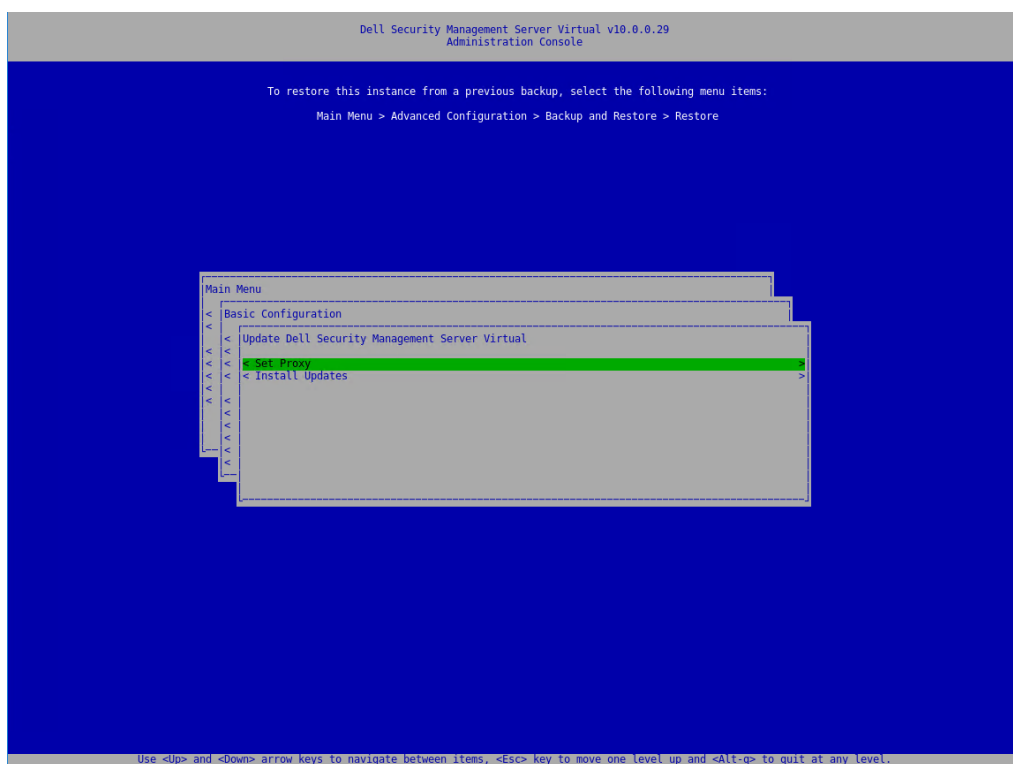 Dell Security Management Server Virtual v10.0.0.29
Administration Console
To restore this instance from a previous backup, select the following menu items:
Main Menu > Advanced Configuration > Backup and Restore > Restore
Main Menu
Basic Configuration
Update Dell Security Management Server Virtual
< Set Proxy >
< Install Updates >
Use <Up> and <Down> arrow keys to navigate between items, <Esc> key to move one level up and <Alt-q> to quit at any level.